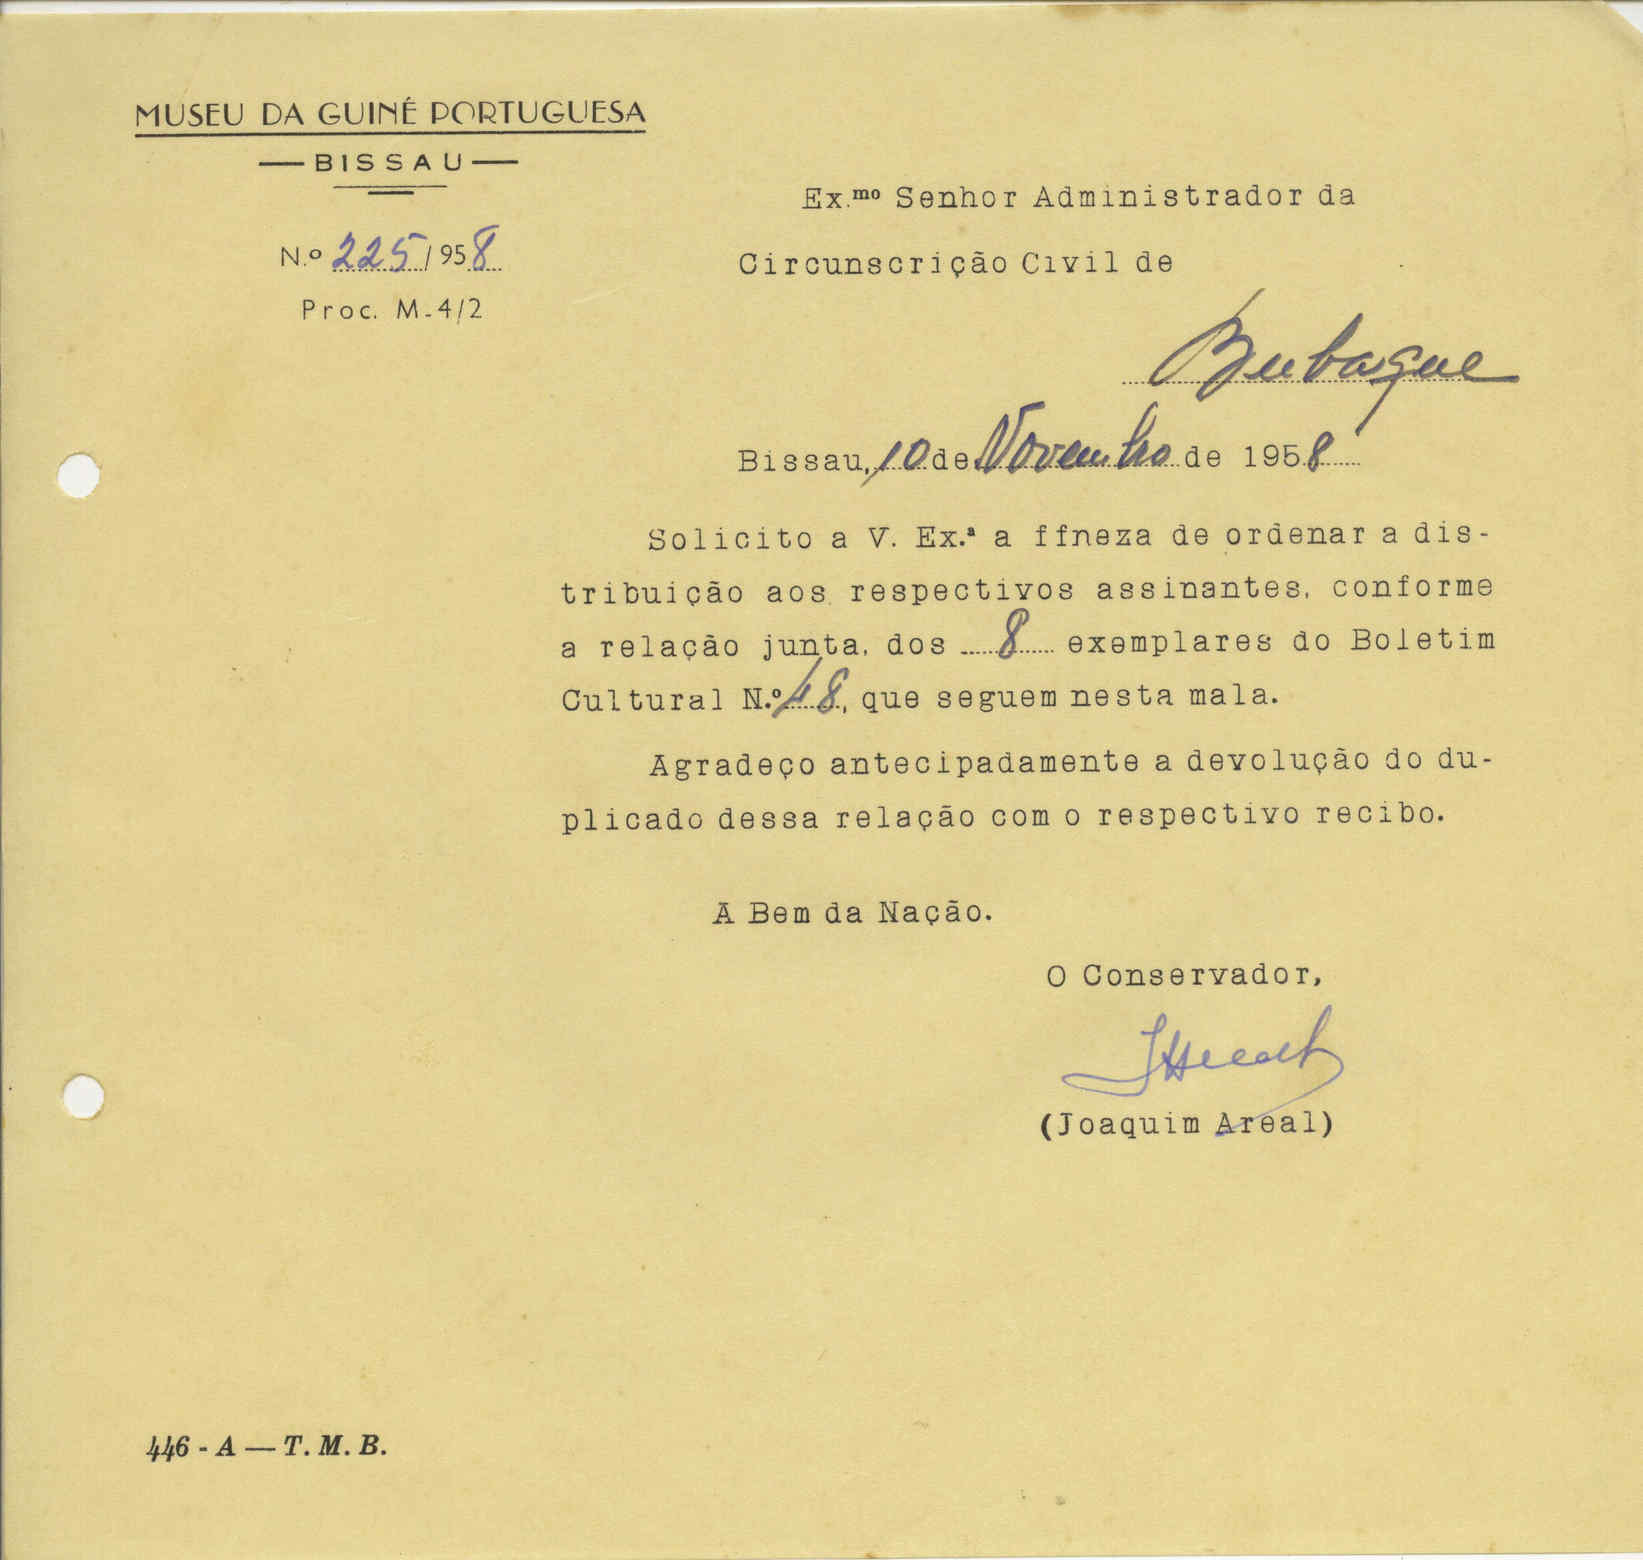 MUSEU DA GUINÉ PORTUGUESA
— BISSAU —
N.º 225/958
Proc. M-4/2
Ex.mo Senhor Administrador da
Circunscrição Civil de
Bubaque
Bissau, 10 de Novembro de 1958
Solicito a V. Ex.ª a ffneza de ordenar a dis-
tribuição aos respectivos assinantes, conforme
a relação junta, dos 8 exemplares do Boletim
Cultural N.º 48, que seguem nesta mala.
Agradeço antecipadamente a devolução do du-
plicado dessa relação com o respectivo recibo.
A Bem da Nação.
O Conservador,
(Joaquim Areal)
446 - A — T. M. B.